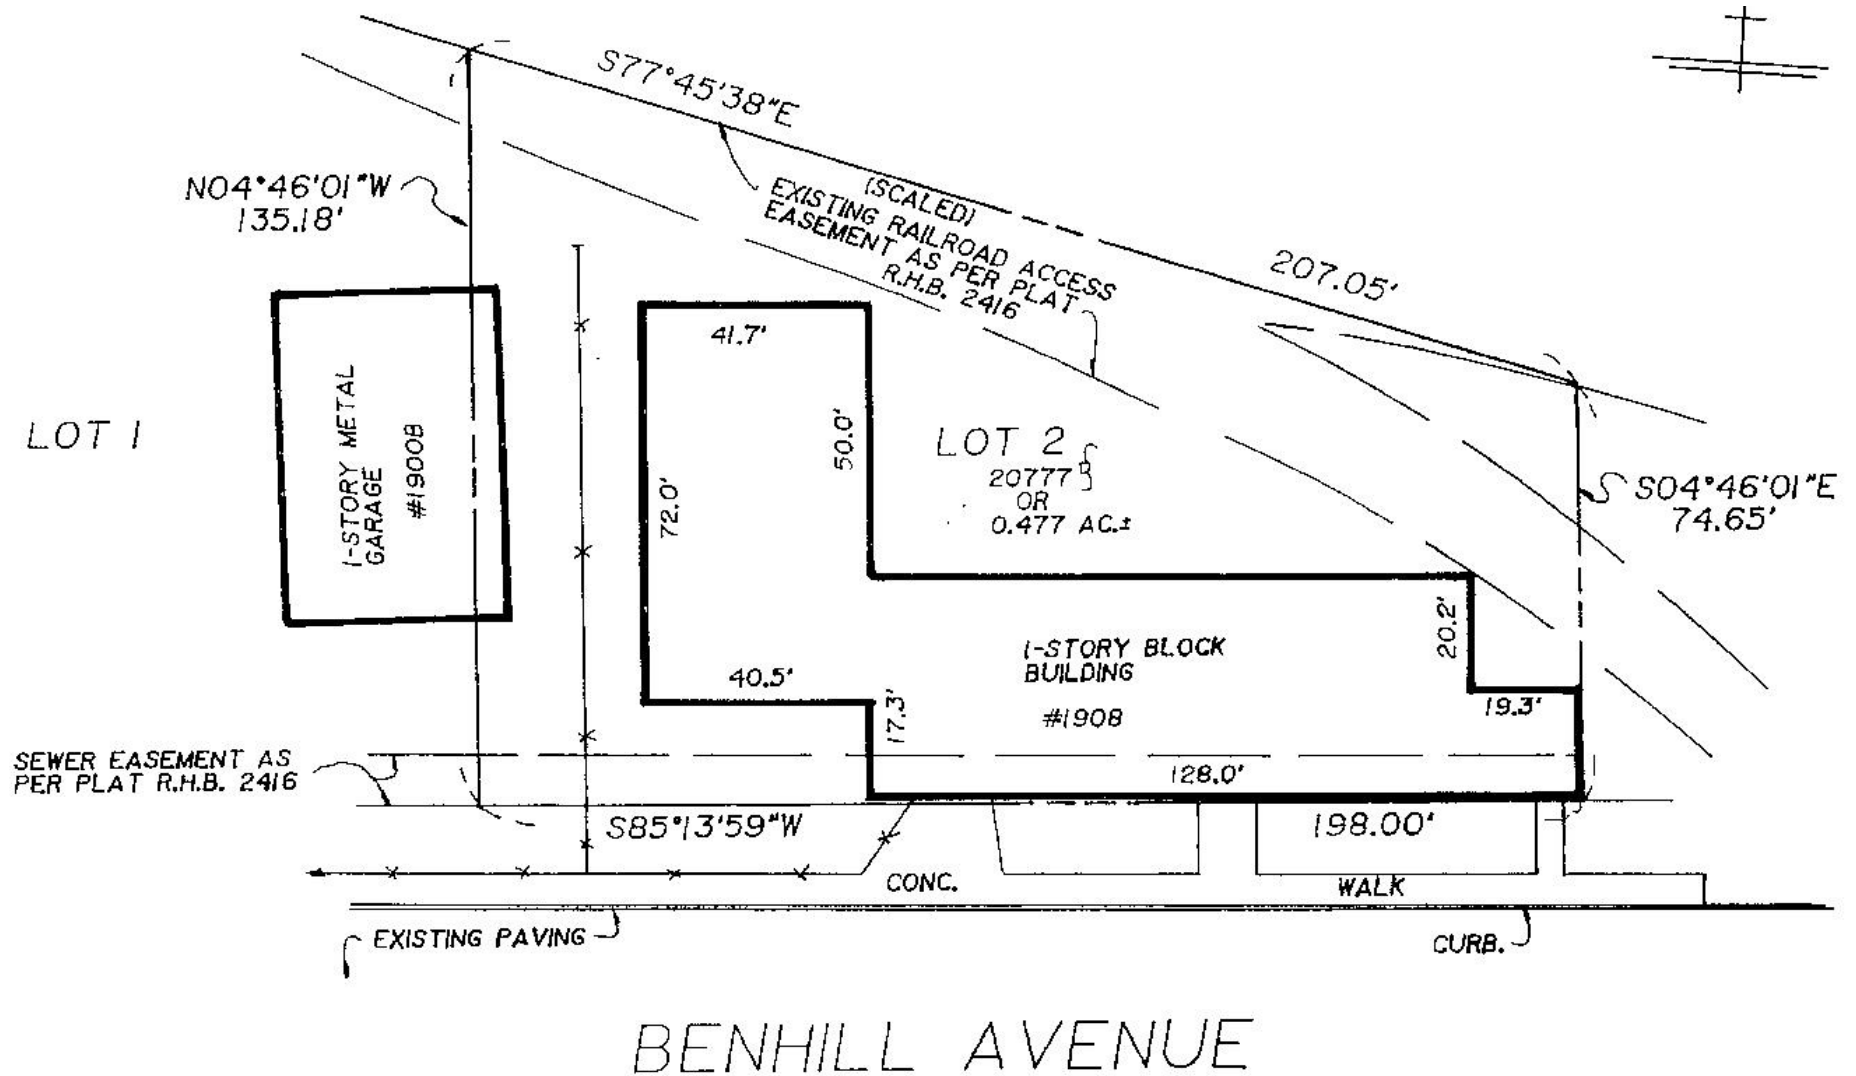 S77°45'38"E
N04°46'01"W
135.18'
(SCALED)
EXISTING RAILROAD ACCESS
EASEMENT AS PER PLAT
R.H.B. 2416
207.05'
41.7'
LOT 1
1-STORY METAL
GARAGE
#1900B
72.0'
50.0'
LOT 2
20777
OR
0.477 AC.±
S04°46'01"E
74.65'
1-STORY BLOCK
BUILDING
#1908
20.2'
19.3'
40.5'
17.3'
128.0'
SEWER EASEMENT AS
PER PLAT R.H.B. 2416
S85°13'59"W
198.00'
CONC.
WALK
EXISTING PAVING
CURB.
BENHILL AVENUE